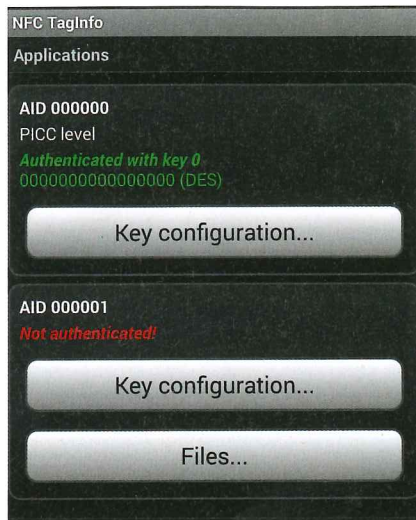 NFC TagInfo
Applications
AID 000000
PICC level
Authenticated with key 0
0000000000000000 (DES)
Key configuration...
AID 000001
Not authenticated!
Key configuration...
Files...